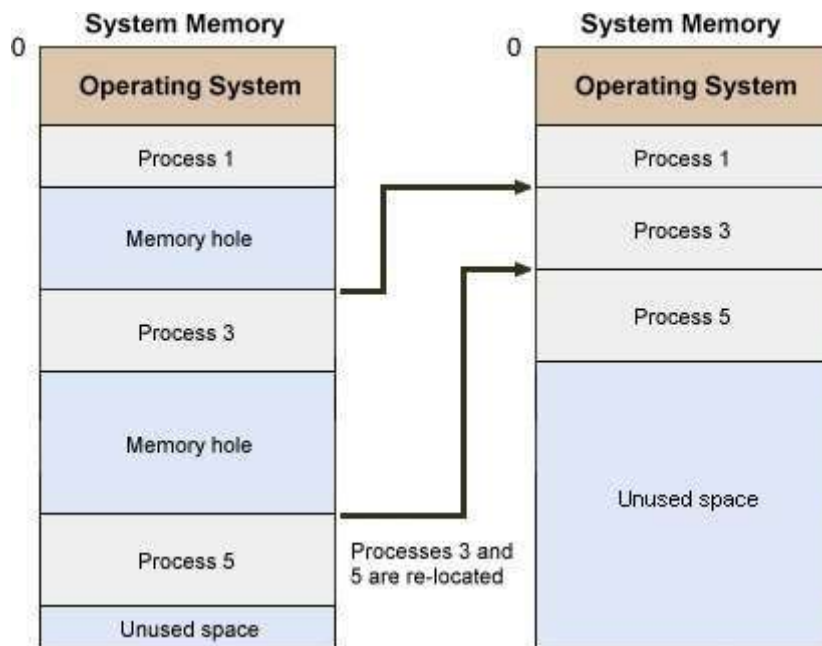 System Memory
0
Operating System
Process 1
Memory hole
Process 3
Memory hole
Process 5
Unused space
Processes 3 and
5 are re-located
System Memory
0
Operating System
Process 1
Process 3
Process 5
Unused space